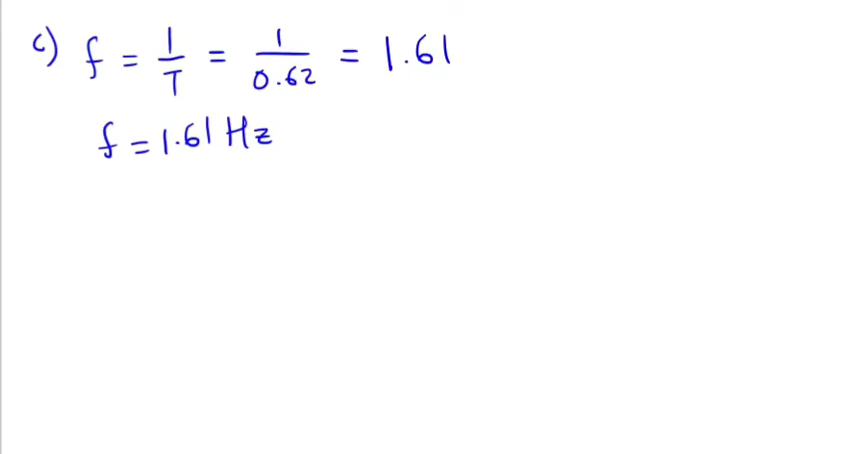 c) f = 1/T = 1/0.62 = 1.61
f = 1.61 Hz